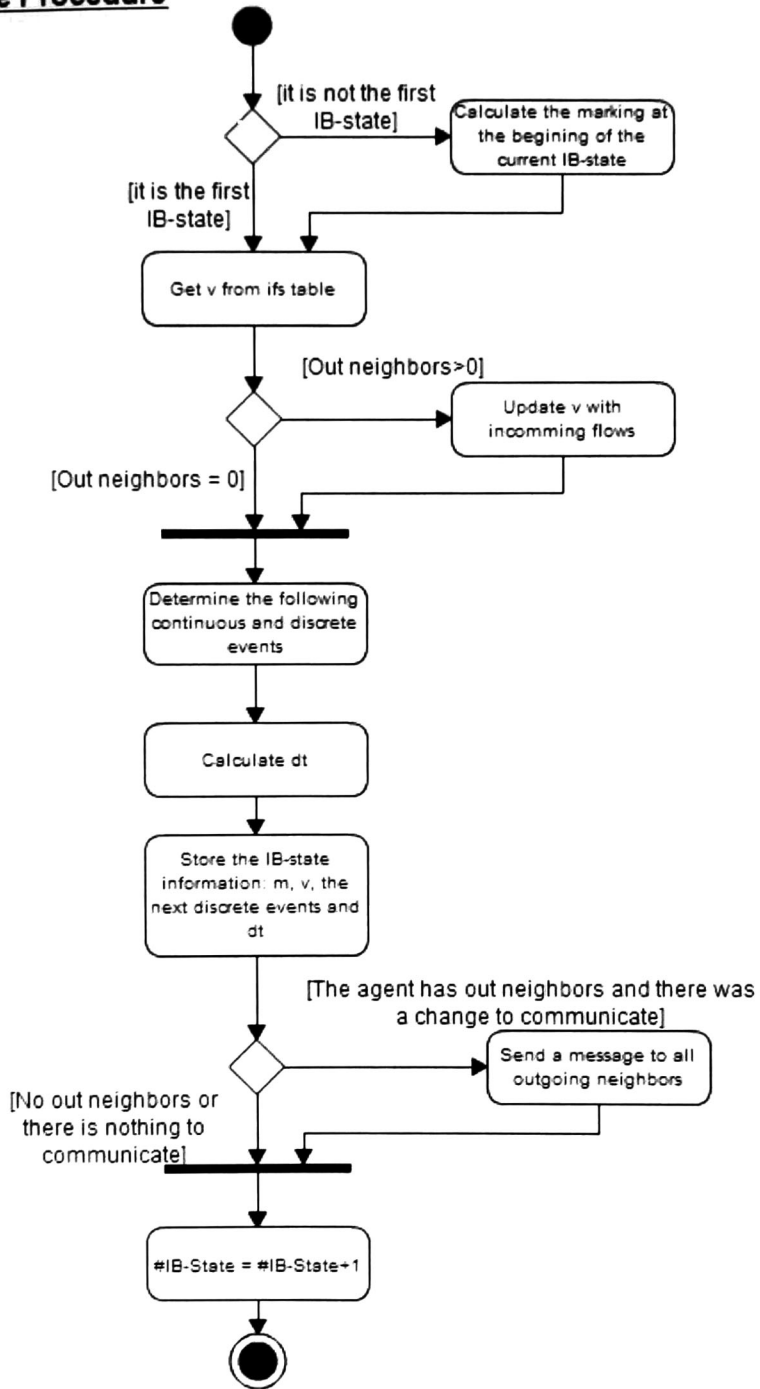 Procedure
[it is not the first
IB-state]
Calculate the marking at
the begining of the
current IB-state
[it is the first
IB-state]
Get v from ifs table
[Out neighbors>0]
Update v with
incomming flows
[Out neighbors = 0]
Determine the following
continuous and discrete
events
Calculate dt
Store the IB-state
information: m, v, the
next discrete events and
dt
[The agent has out neighbors and there was
a change to communicate]
Send a message to all
outgoing neighbors
[No out neighbors or
there is nothing to
communicate]
#IB-State = #IB-State+1